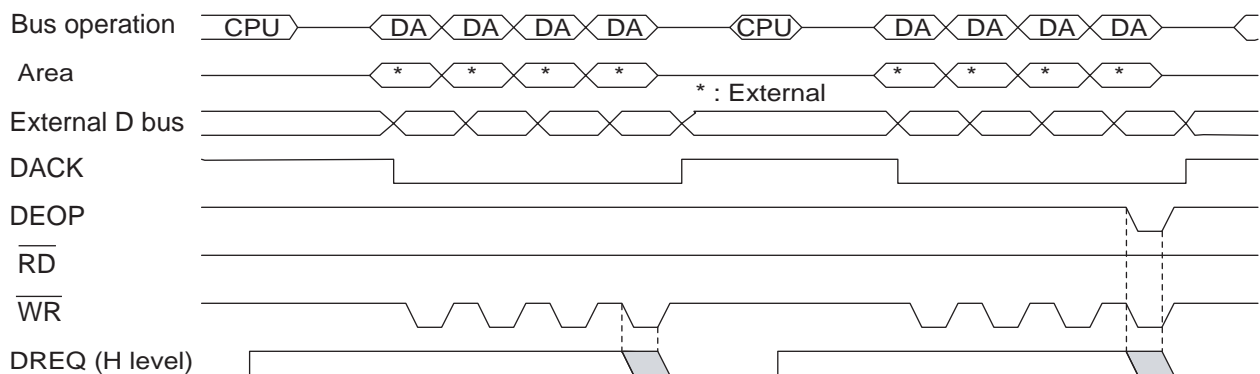 Bus operation CPU DA DA DA DA CPU DA DA DA DA
Area * * * * * * * *
* : External
External D bus
DACK
DEOP
RD
WR
DREQ (H level)